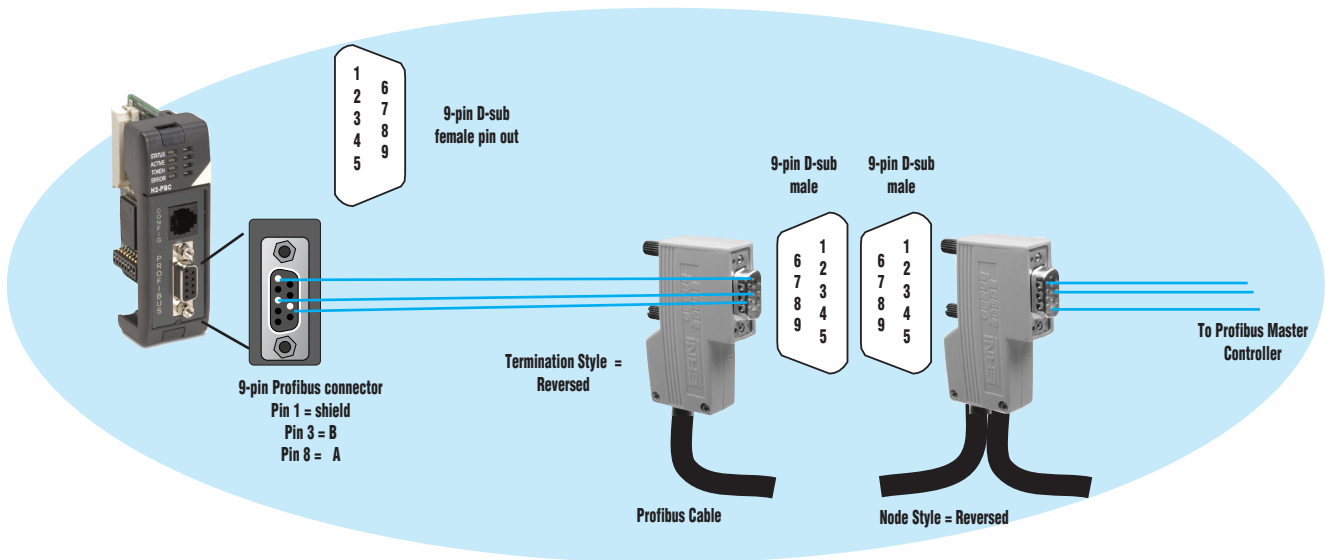 1
2
3
4
5
6
7
8
9
9-pin D-sub
female pin out
STATUS
ACTIVE
TOKEN
ERROR
H2-PBC
CONFIG
PROFIBUS
9-pin Profibus connector
Pin 1 = shield
Pin 3 = B
Pin 8 = A
9-pin D-sub
male
6
7
8
9
1
2
3
4
5
9-pin D-sub
male
6
7
8
9
1
2
3
4
5
Termination Style =
Reversed
ERNI
Profibus Cable
ERNI
Node Style = Reversed
To Profibus Master
Controller